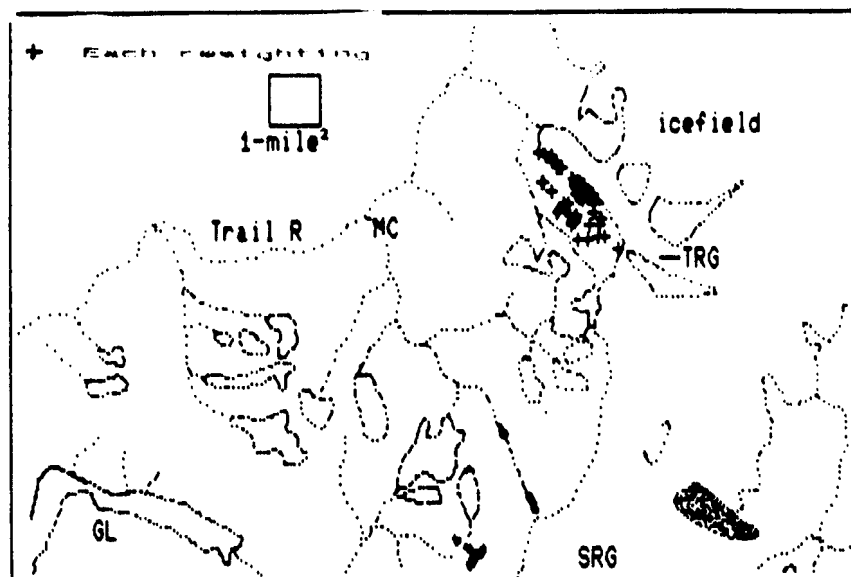 + Each resighting
1-mile²
icefield
Trail R
MC
TRG
V
GL
SRG